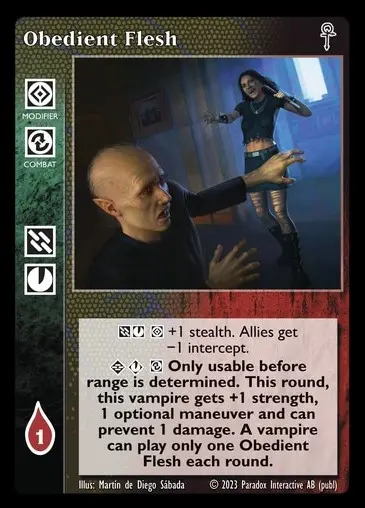 Obedient Flesh
MODIFIER
COMBAT
+1 stealth. Allies get
−1 intercept.
Only usable before
range is determined. This round,
this vampire gets +1 strength,
1 optional maneuver and can
prevent 1 damage. A vampire
can play only one Obedient
Flesh each round.
1
Illus: Martín de Diego Sábada © 2023 Paradox Interactive AB (publ)